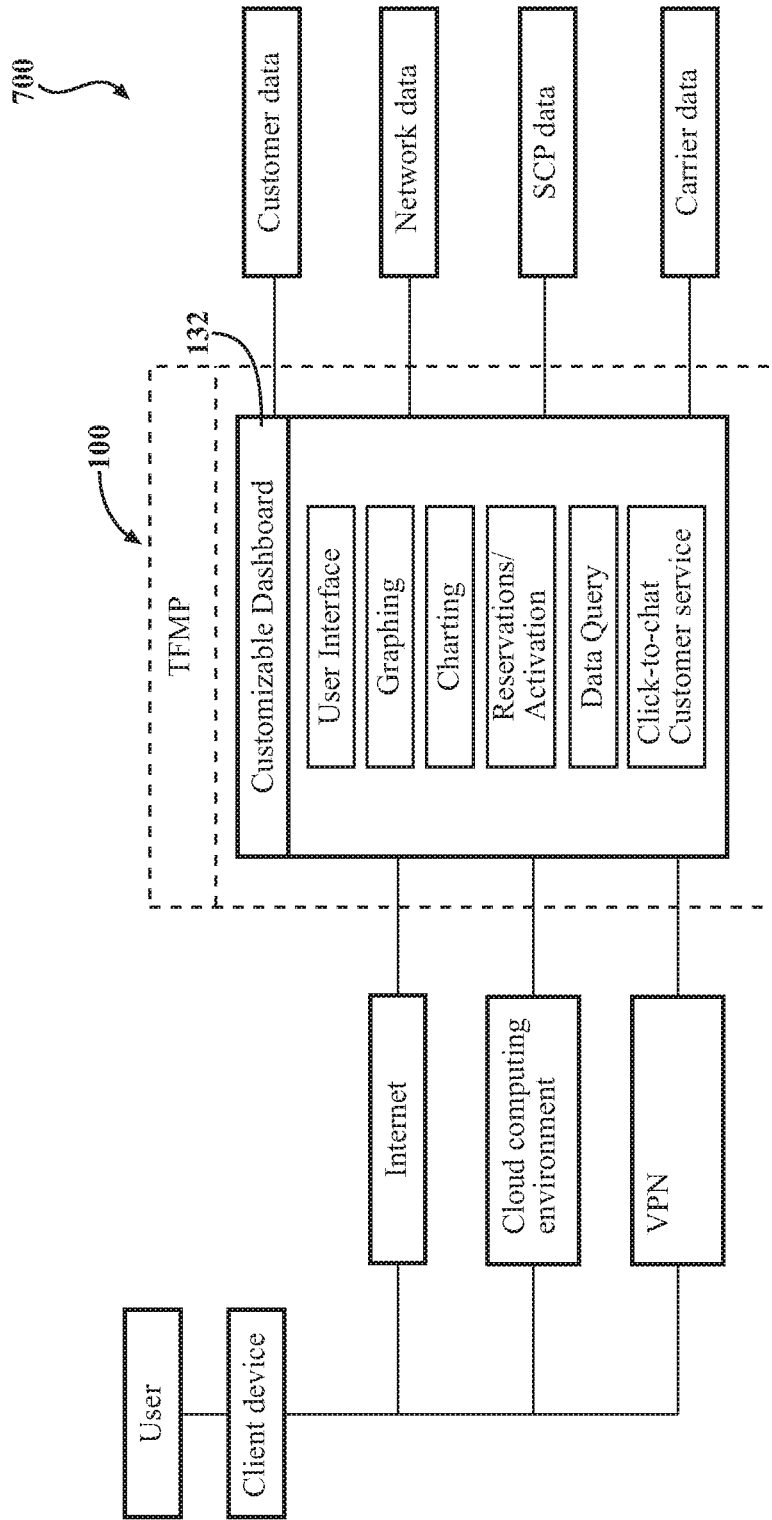 700
100
TFMP
132
Customizable Dashboard
User Interface
Graphing
Charting
Reservations/
Activation
Data Query
Click-to-chat
Customer service
User
Client device
Internet
Cloud computing
environment
VPN
Customer data
Network data
SCP data
Carrier data